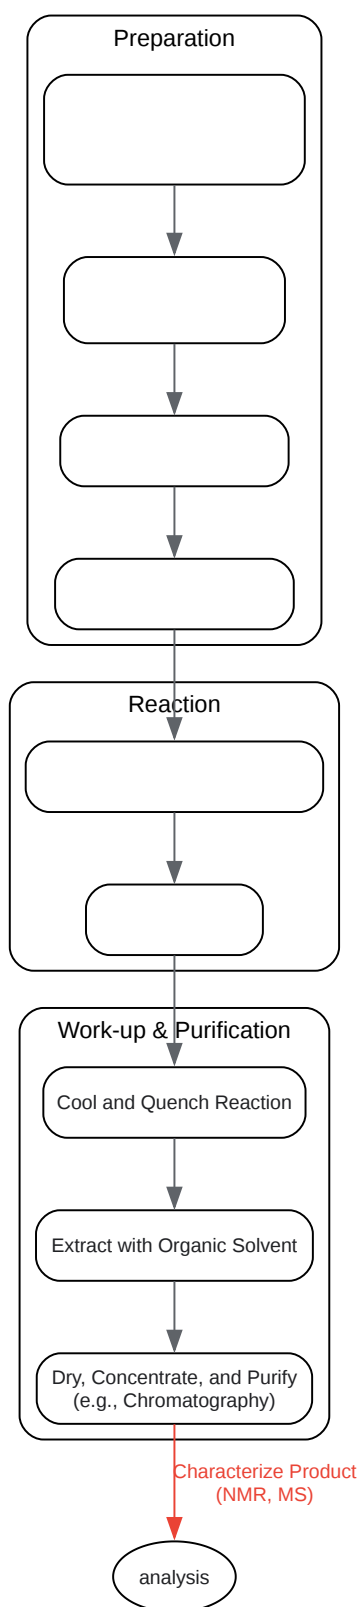 Preparation
Reaction
Work-up & Purification
Cool and Quench Reaction
Extract with Organic Solvent
Dry, Concentrate, and Purify
(e.g., Chromatography)
Characterize Product
(NMR, MS)
analysis